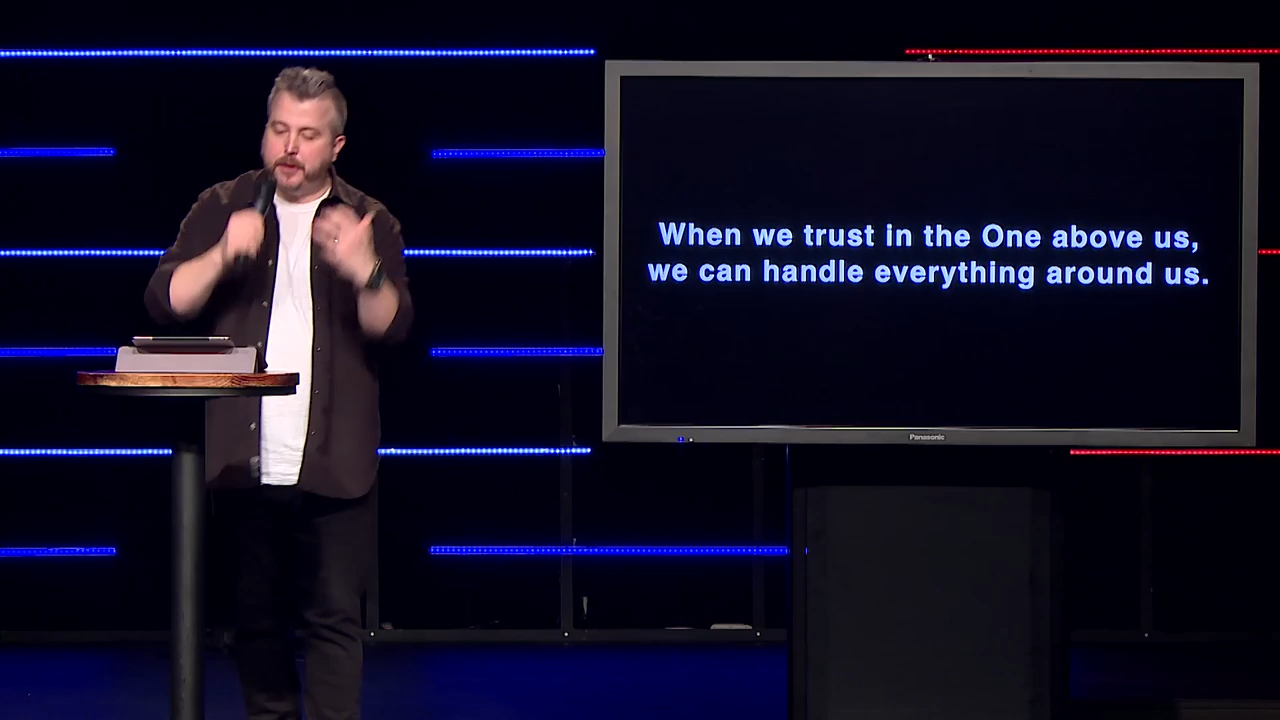 When we trust in the One above us,
we can handle everything around us.
Panasonic